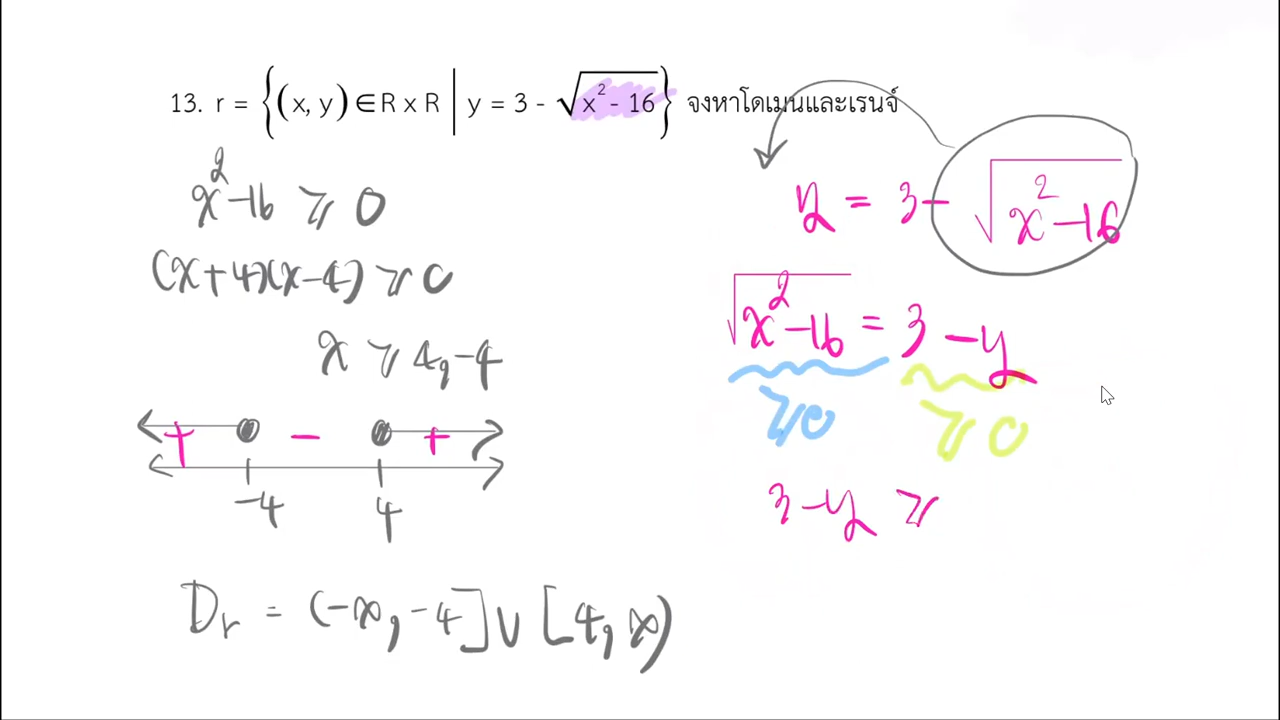 13. r = {(x, y) ∈ R x R | y = 3 - √(x² - 16)} จงหาโดเมนและเรนจ์
x² - 16 ≥ 0
(x+4)(x-4) ≥ 0
x ≥ 4, -4
+ - +
-4 4
Dr = (-∞, -4] ∪ [4, ∞)
y = 3 - √(x² - 16)
√(x² - 16) = 3 - y
≥ 0 ≥ 0
3 - y ≥